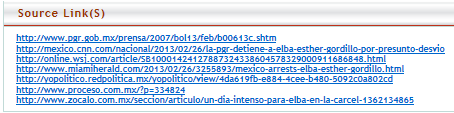 Source Link(S)
http://www.pgr.gob.mx/prensa/2007/bol13/feb/b00613c.shtm
http://mexico.cnn.com/nacional/2013/02/26/la-pgr-detiene-a-elba-esther-gordillo-por-presunto-desvio
http://online.wsj.com/article/SB10001424127887324338604578329000911686848.html
http://www.miamiherald.com/2013/02/26/3255893/mexico-arrests-elba-gordillo.html
http://yopolitico.redpolitica.mx/yopolitico/view/4da619fb-e884-4cee-b480-5092c0a802cd
http://www.proceso.com.mx/?p=334824
http://www.zocalo.com.mx/seccion/articulo/un-dia-intenso-para-elba-en-la-carcel-1362134865